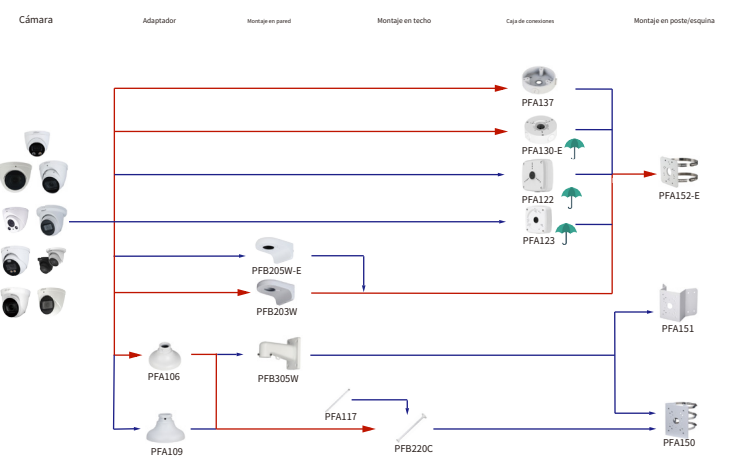 Cámara
Adaptador
Montaje en pared
Montaje en techo
Caja de conexiones
Montaje en poste/esquina
PFA137
PFA130-E
PFA122
PFA152-E
PFA123
PFB205W-E
PFB203W
PFA151
PFA106
PFB305W
PFA117
PFA109
PFB220C
PFA150